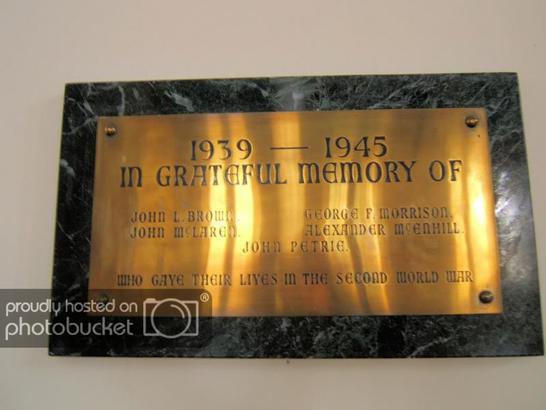 1939 — 1945
IN GRATEFUL MEMORY OF
JOHN L. BROWN. GEORGE F. MORRISON.
JOHN McLAREN. ALEXANDER McENHILL.
JOHN PETRIE.
WHO GAVE THEIR LIVES IN THE SECOND WORLD WAR
proudly hosted on
photobucket ®